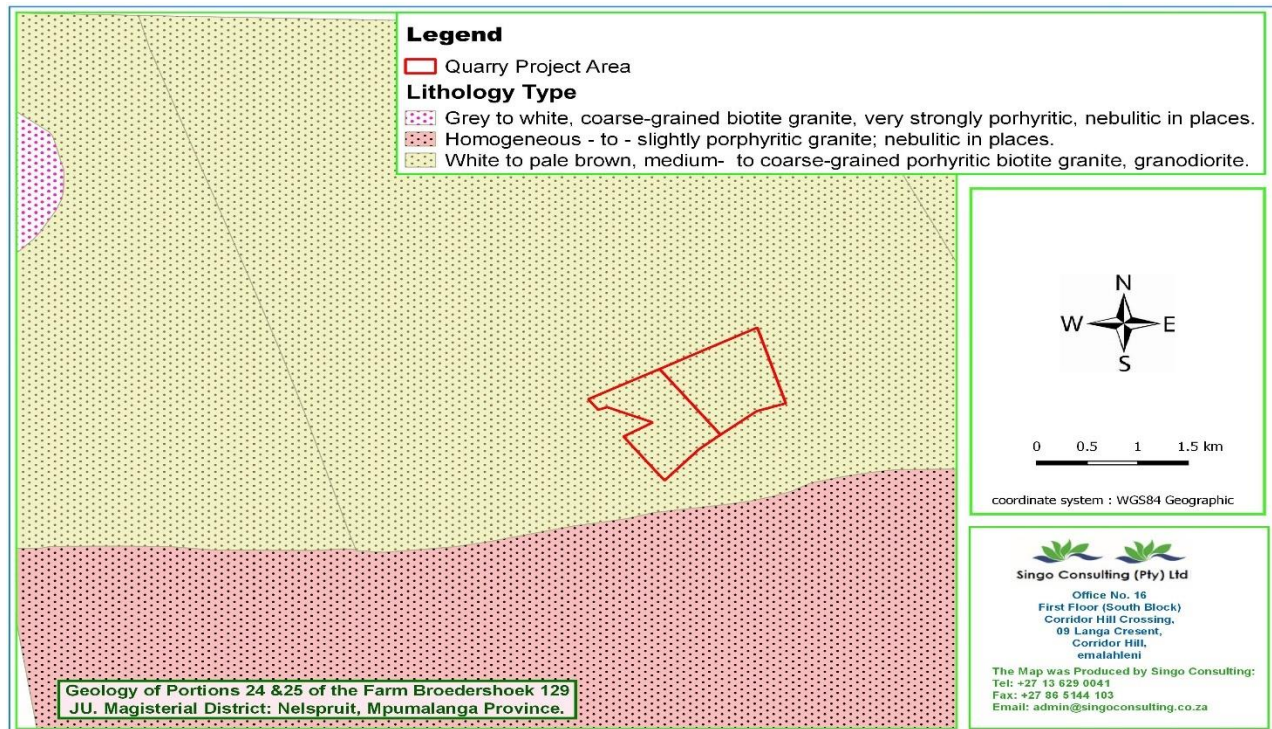 Legend
Quarry Project Area
Lithology Type
Grey to white, coarse-grained biotite granite, very strongly porhyritic, nebulitic in places.
Homogeneous - to - slightly porphyritic granite; nebulitic in places.
White to pale brown, medium- to coarse-grained porhyritic biotite granite, granodiorite.
N
W E
S
0 0.5 1 1.5 km
coordinate system : WGS84 Geographic
Singo Consulting (Pty) Ltd
Office No. 16
First Floor (South Block)
Corridor Hill Crossing,
09 Langa Cresent,
Corridor Hill,
emalahleni
The Map was Produced by Singo Consulting:
Tel: +27 13 629 0041
Fax: +27 86 5144 103
Email: admin@singoconsulting.co.za
Geology of Portions 24 &25 of the Farm Broedershoek 129
JU. Magisterial District: Nelspruit, Mpumalanga Province.